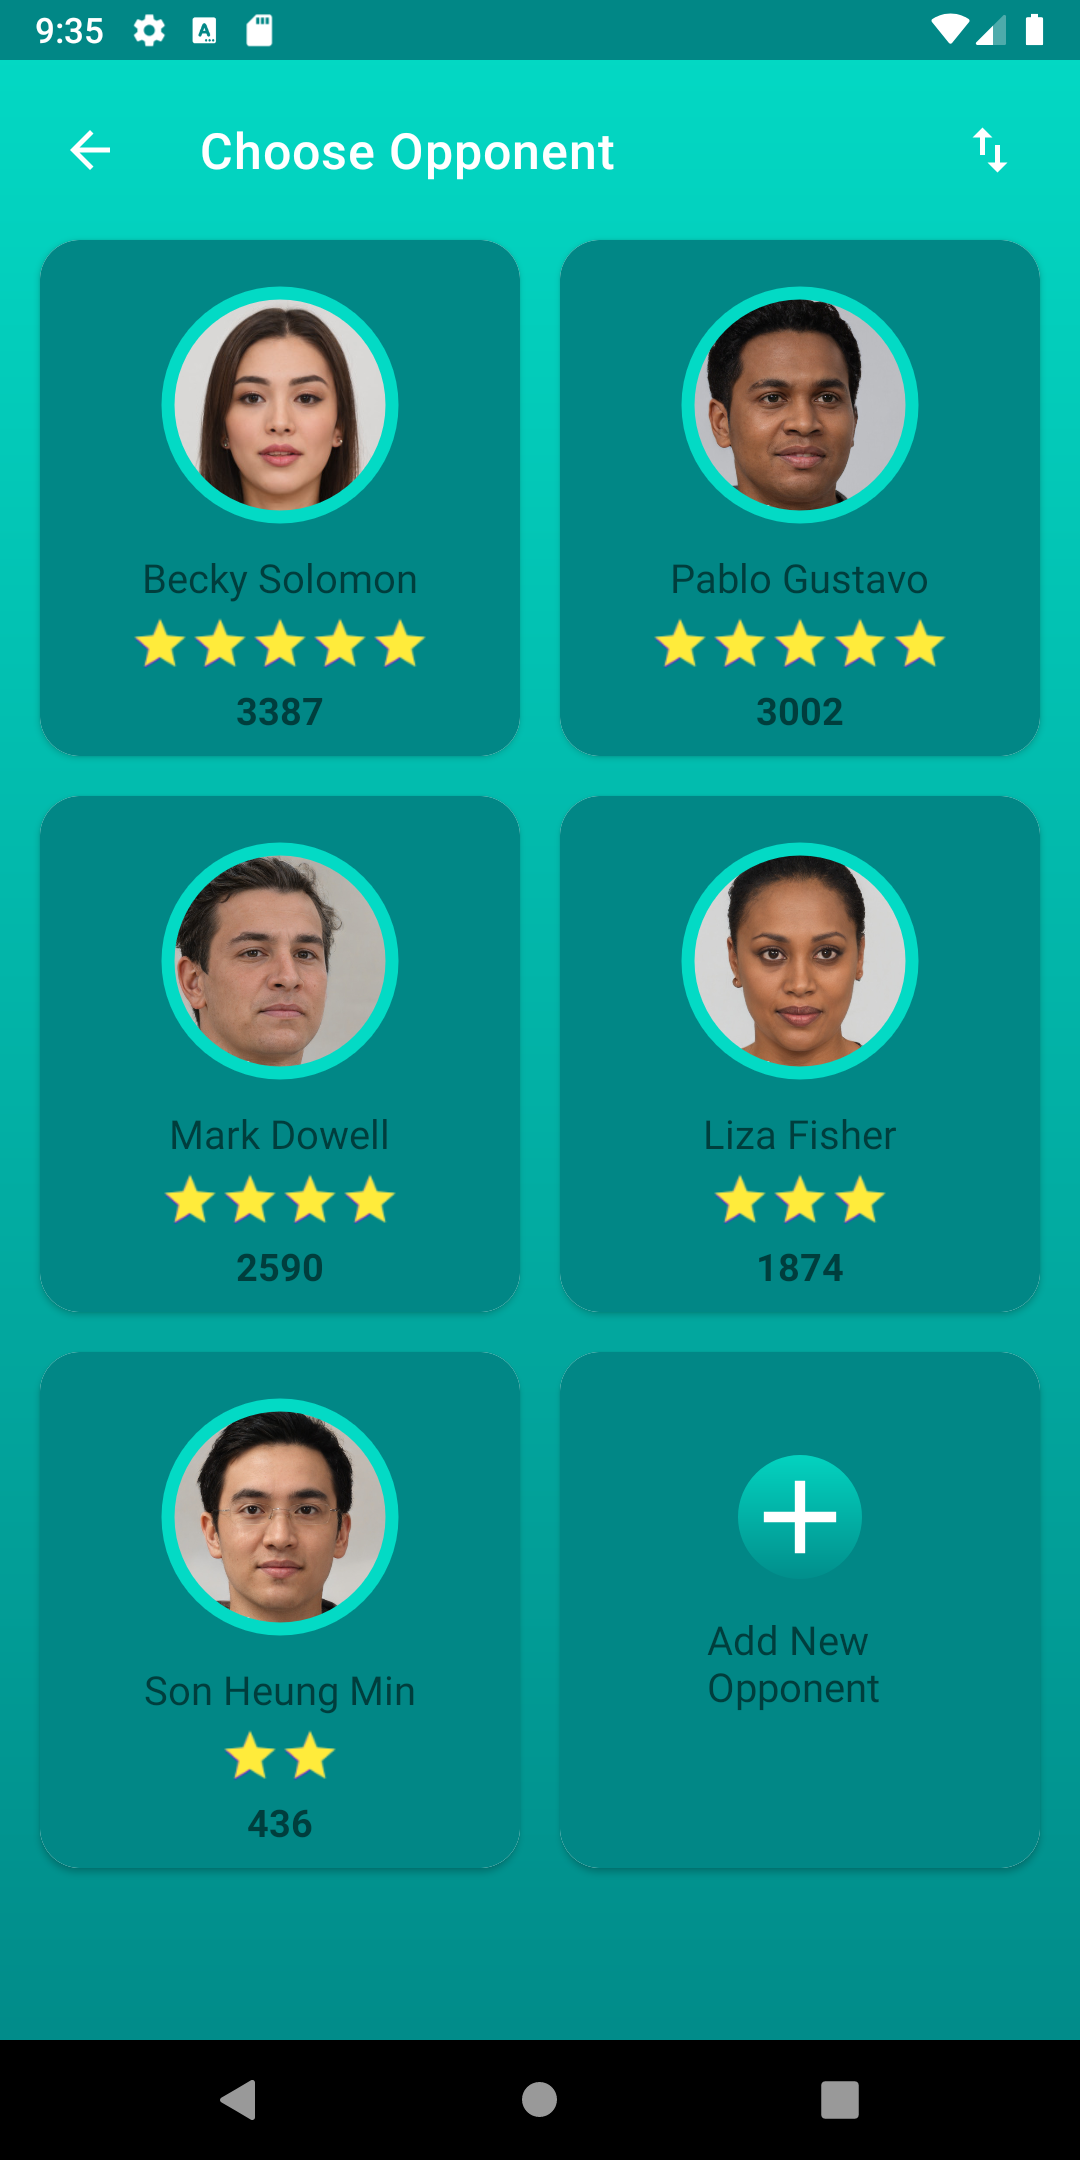 9:35
Choose Opponent
Becky Solomon
3387
Pablo Gustavo
3002
Mark Dowell
2590
Liza Fisher
1874
Son Heung Min
436
Add New
Opponent